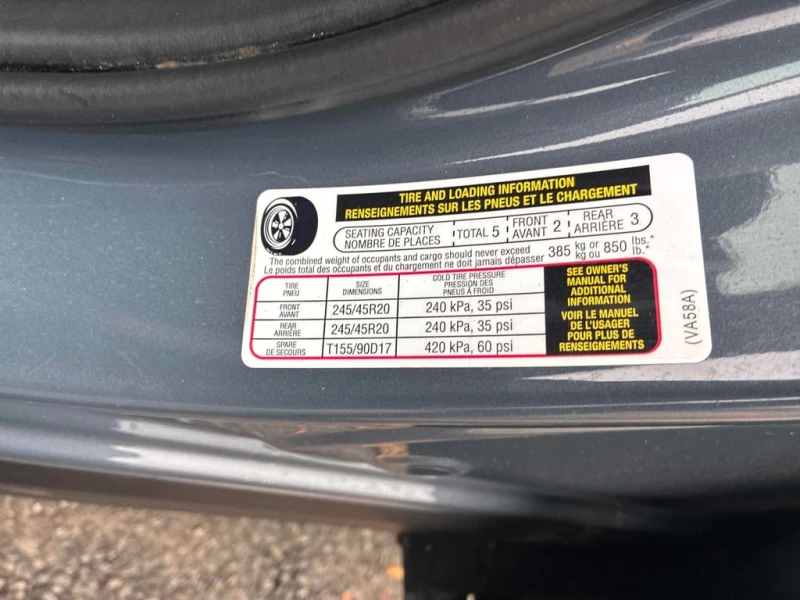 TIRE AND LOADING INFORMATION
RENSEIGNEMENTS SUR LES PNEUS ET LE CHARGEMENT
SEATING CAPACITY
NOMBRE DE PLACES
TOTAL 5
FRONT
AVANT 2
REAR
ARRIÈRE 3
The combined weight of occupants and cargo should never exceed
Le poids total des occupants et du chargement ne doit jamais dépasser
385 kg or 850 lbs.*
kg ou lb.*
TIRE
PNEU
SIZE
DIMENSIONS
COLD TIRE PRESSURE
PRESSION DES
PNEUS À FROID
FRONT
AVANT
245/45R20
240 kPa, 35 psi
REAR
ARRIÈRE
245/45R20
240 kPa, 35 psi
SPARE
DE SECOURS
T155/90D17
420 kPa, 60 psi
SEE OWNER'S
MANUAL FOR
ADDITIONAL
INFORMATION
VOIR LE MANUEL
DE L'USAGER
POUR PLUS DE
RENSEIGNEMENTS
(VA58A)